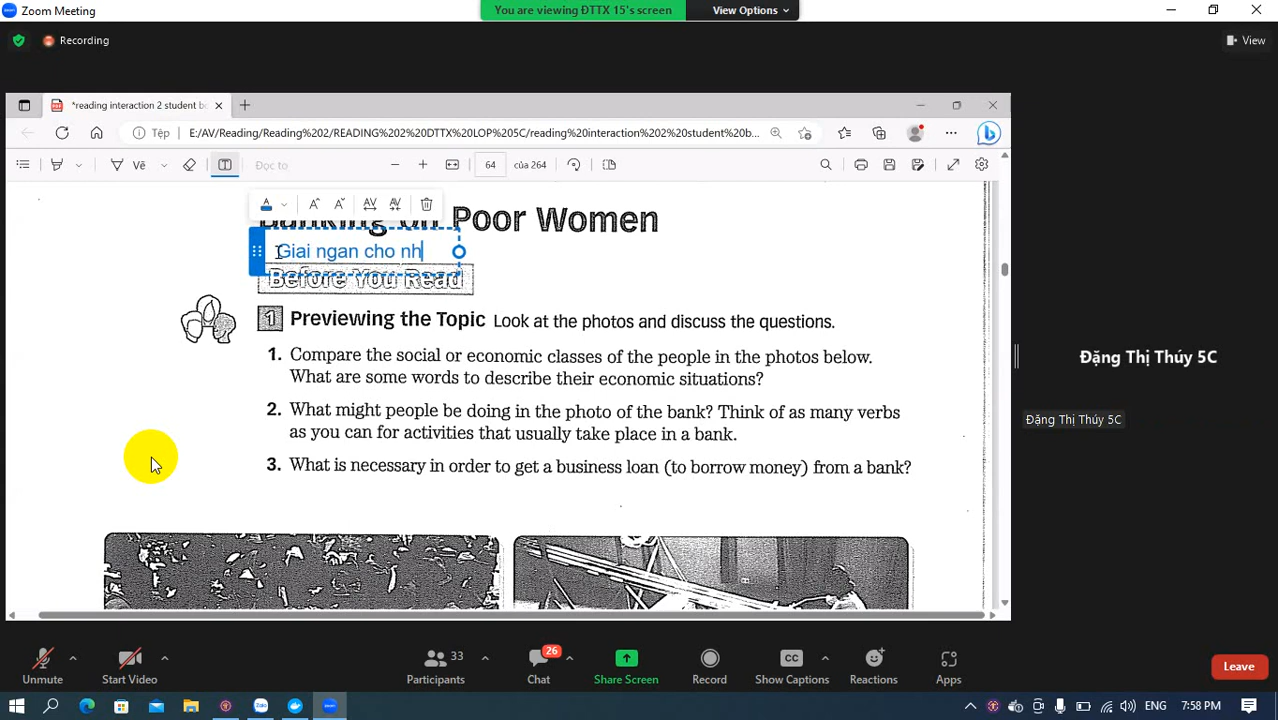 Zoom Meeting
You are viewing ĐTTX 15's screen
View Options
Recording
View
*reading interaction 2 student bo
Tệp
E:/AV/Reading/Reading%202/READING%202%20DTTX%20LOP%205C/reading%20interaction%202%20student%20b...
Vẽ
Đọc to
64
của 264
Banking on Poor Women
Giai ngan cho nh
Before You Read
1 Previewing the Topic Look at the photos and discuss the questions.
1. Compare the social or economic classes of the people in the photos below.
What are some words to describe their economic situations?
2. What might people be doing in the photo of the bank? Think of as many verbs
as you can for activities that usually take place in a bank.
3. What is necessary in order to get a business loan (to borrow money) from a bank?
Đặng Thị Thúy 5C
Đặng Thị Thúy 5C
Unmute
Start Video
33
Participants
26
Chat
Share Screen
Record
CC
Show Captions
Reactions
Apps
Leave
Zalo
ENG
7:58 PM